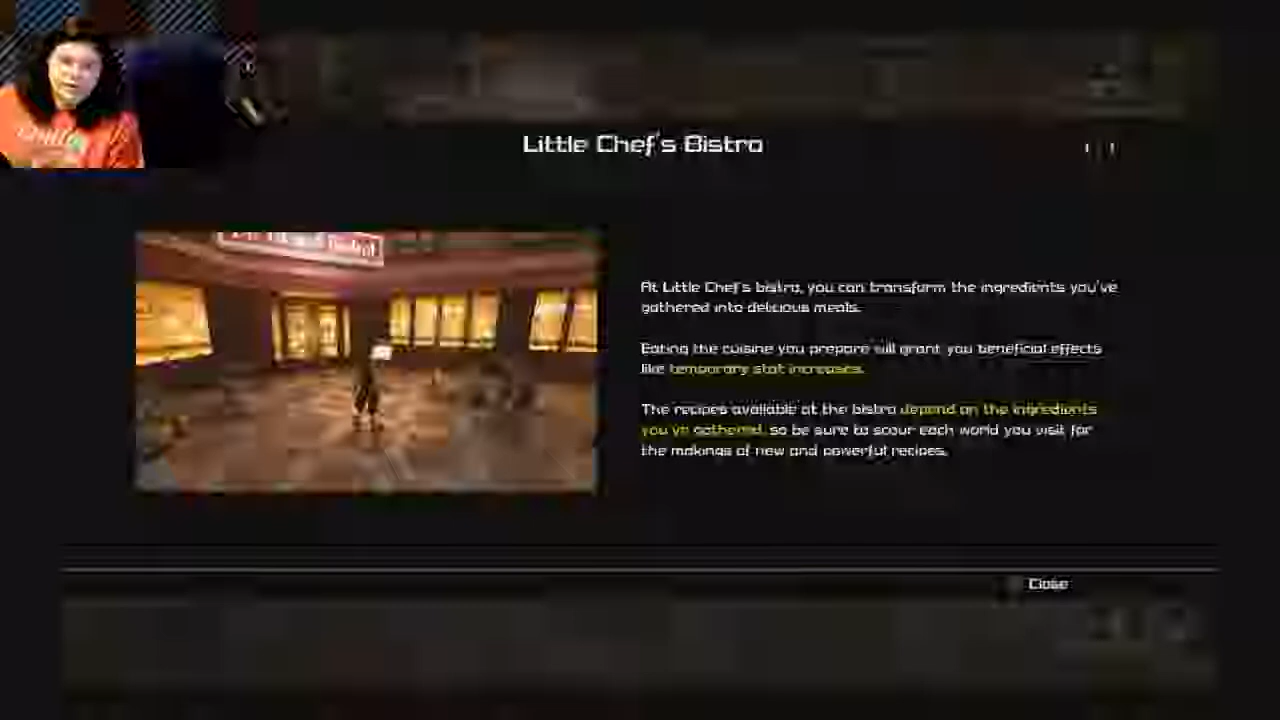 Little Chef's Bistro
At Little Chef's bistro, you can transform the ingredients you've
gathered into delicious meals.
Eating the cuisine you prepare will grant you beneficial effects
like temporary stat increases.
The recipes available at the bistro depend on the ingredients
you've gathered, so be sure to scour each world you visit for
the makings of new and powerful recipes.
Close